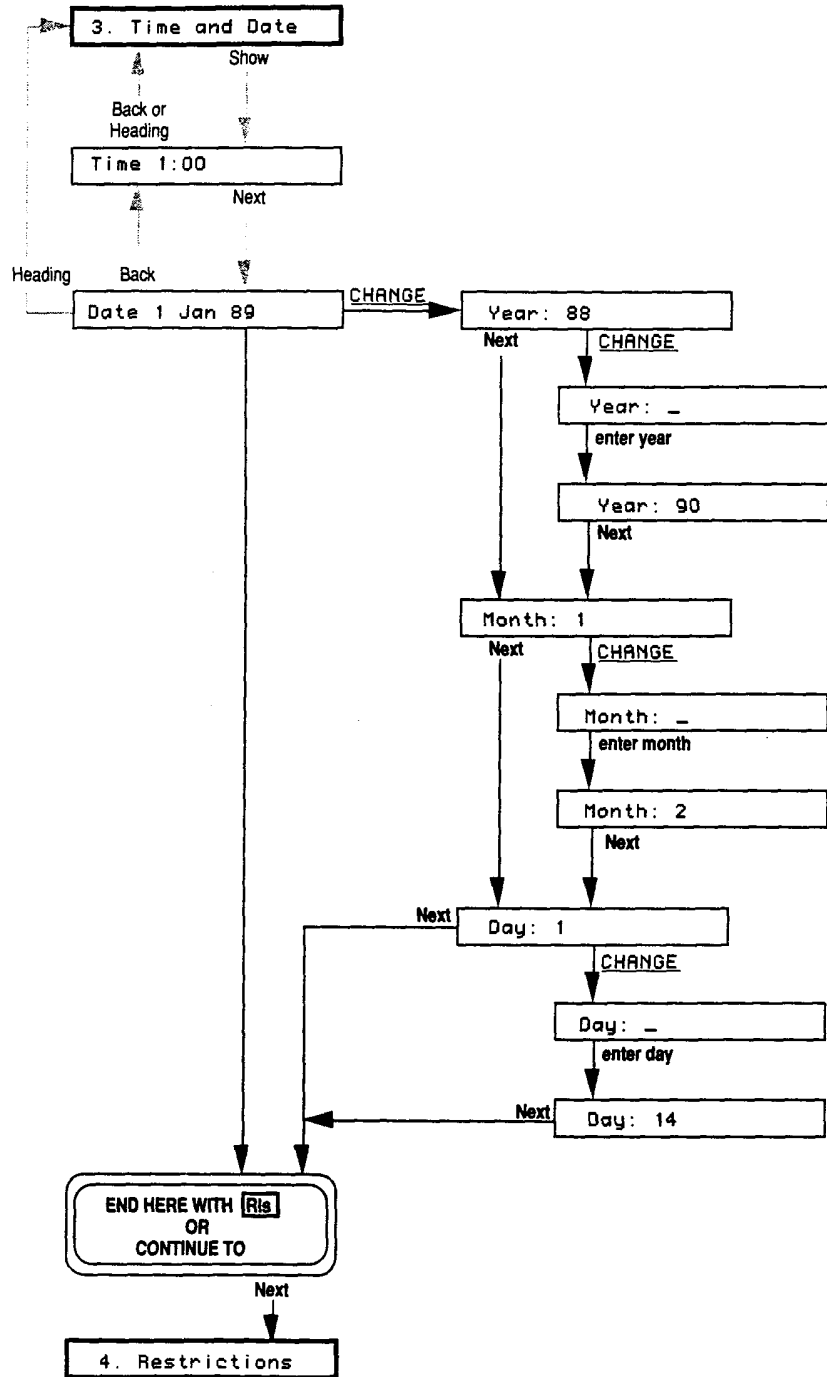 3. Time and Date
Show
Back or
Heading
Time 1:00
Next
Heading
Back
Date 1 Jan 89
CHANGE
Year: 88
Next
CHANGE
Year: _
enter year
Year: 90
Next
Month: 1
Next
CHANGE
Month: _
enter month
Month: 2
Next
Next
Day: 1
CHANGE
Day: _
enter day
Next
Day: 14
END HERE WITH Rls
OR
CONTINUE TO
Next
4. Restrictions